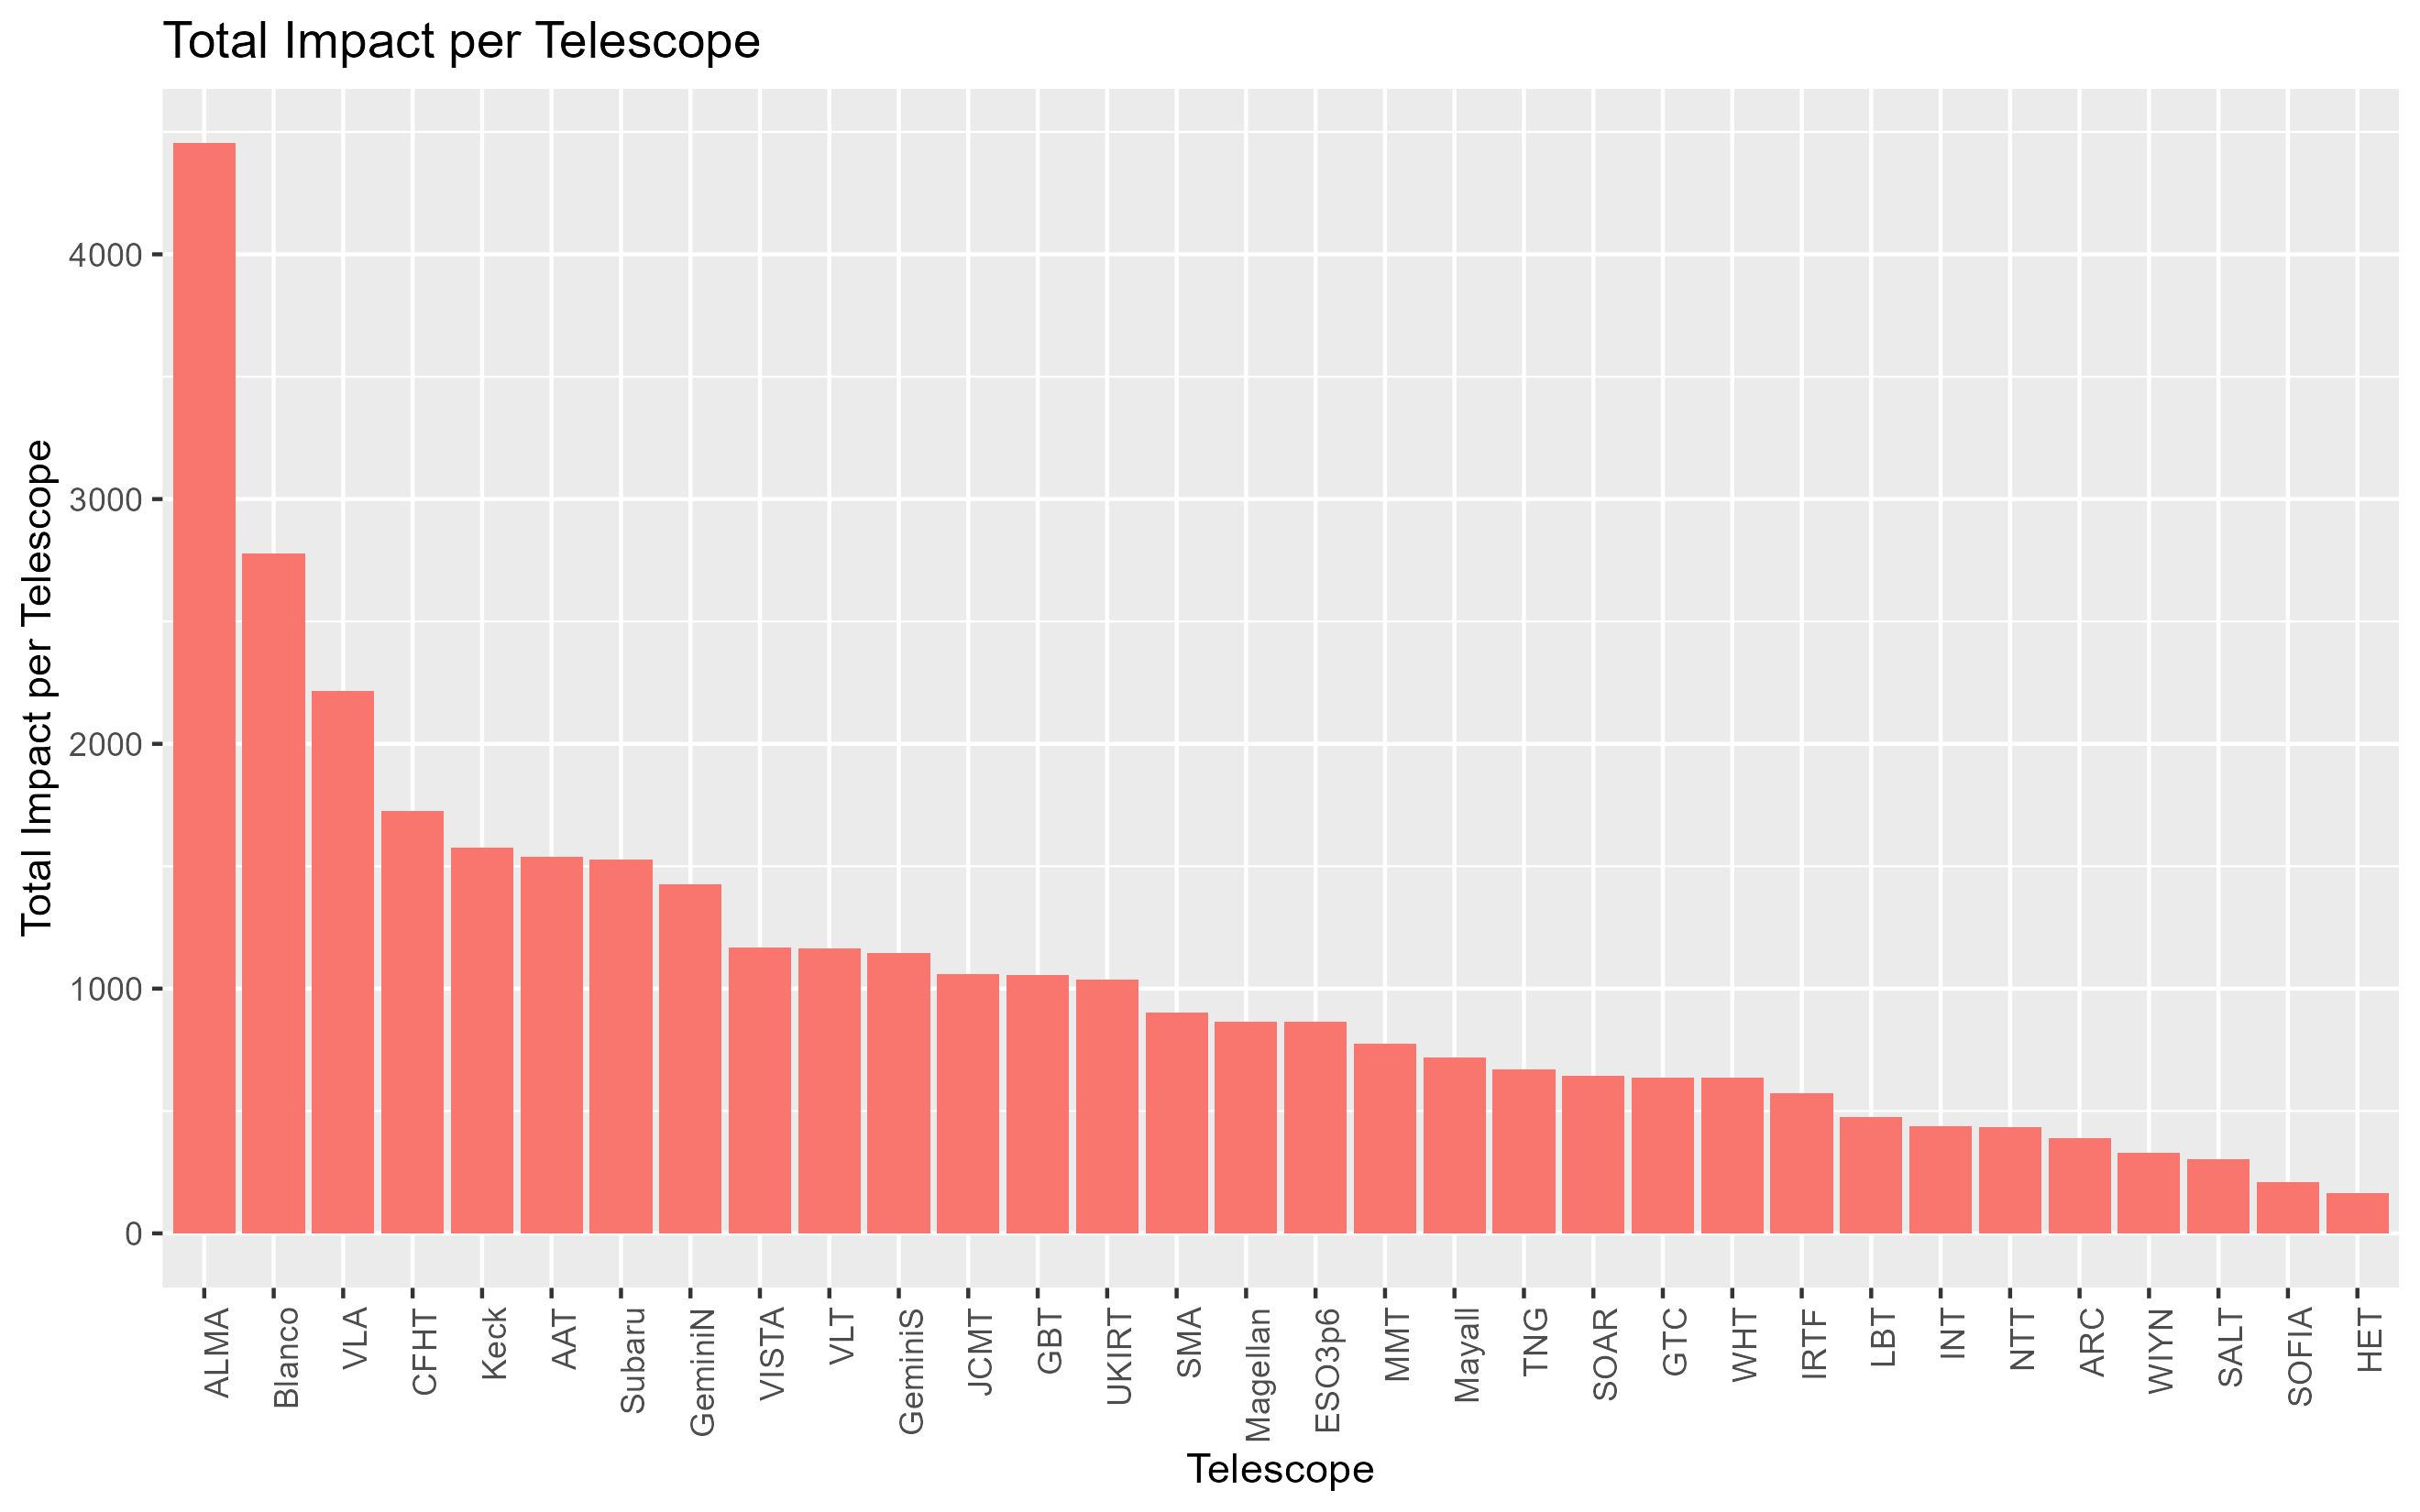 Total Impact per Telescope
Total Impact per Telescope
4000
3000
2000
1000
0
ALMA
Blanco
VLA
CFHT
Keck
AAT
Subaru
GeminiN
VISTA
VLT
GeminiS
JCMT
GBT
UKIRT
SMA
Magellan
ESO3p6
MMT
Mayall
TNG
SOAR
GTC
WHT
IRTF
LBT
INT
NTT
ARC
WIYN
SALT
SOFIA
HET
Telescope